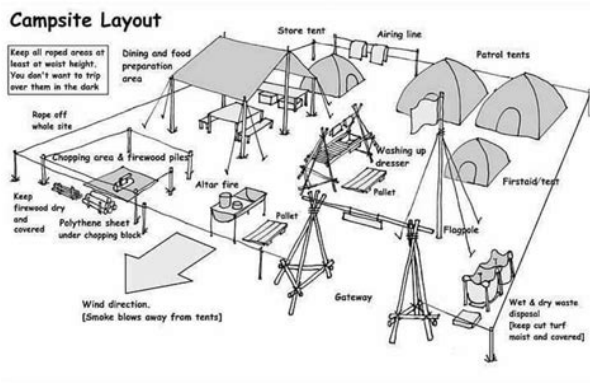 Campsite Layout
Keep all roped areas at
least at waist height.
You don't want to trip
over them in the dark
Dining and food
preparation
area
Store tent
Airing line
Patrol tents
Rope off
whole site
Chopping area & firewood piles
Washing up
dresser
Pallet
Firstaid/test
Keep
firewood dry
and
covered
Polythene sheet
under chopping block
Altar fire
Pallet
Flagpole
Wind direction.
[Smoke blows away from tents]
Gateway
Wet & dry waste
disposal
[keep cut turf
moist and covered]